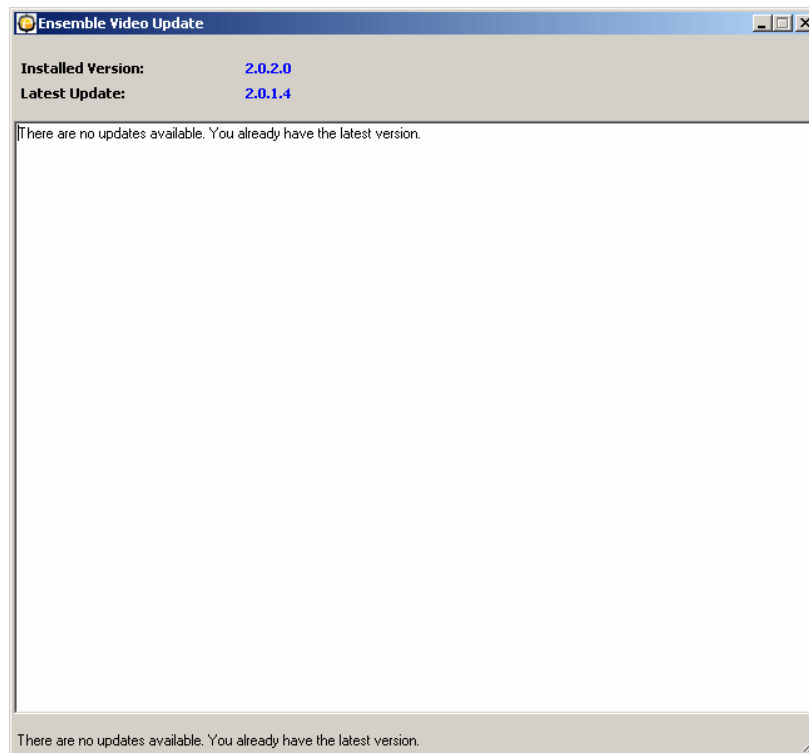 Ensemble Video Update
Installed Version: 2.0.2.0
Latest Update: 2.0.1.4
There are no updates available. You already have the latest version.
There are no updates available. You already have the latest version.